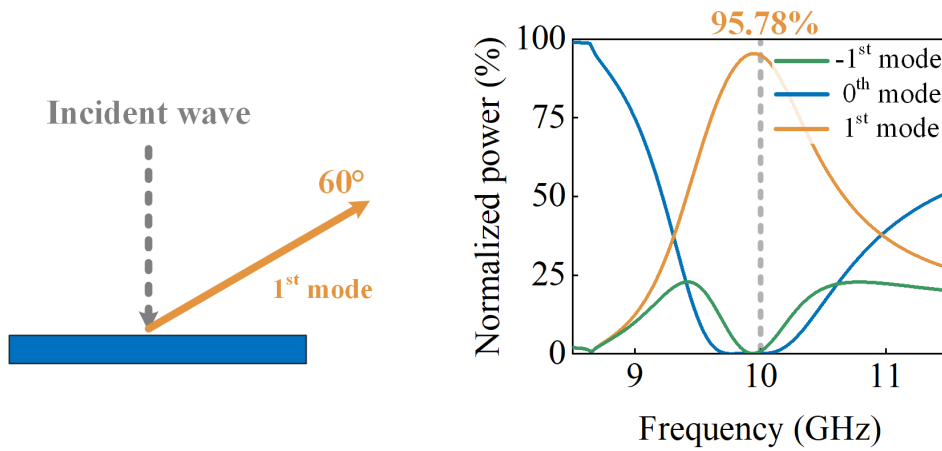 Incident wave
60°
1st mode
95.78%
Normalized power (%)
100
75
50
25
0
-1st mode
0th mode
1st mode
9
10
11
Frequency (GHz)